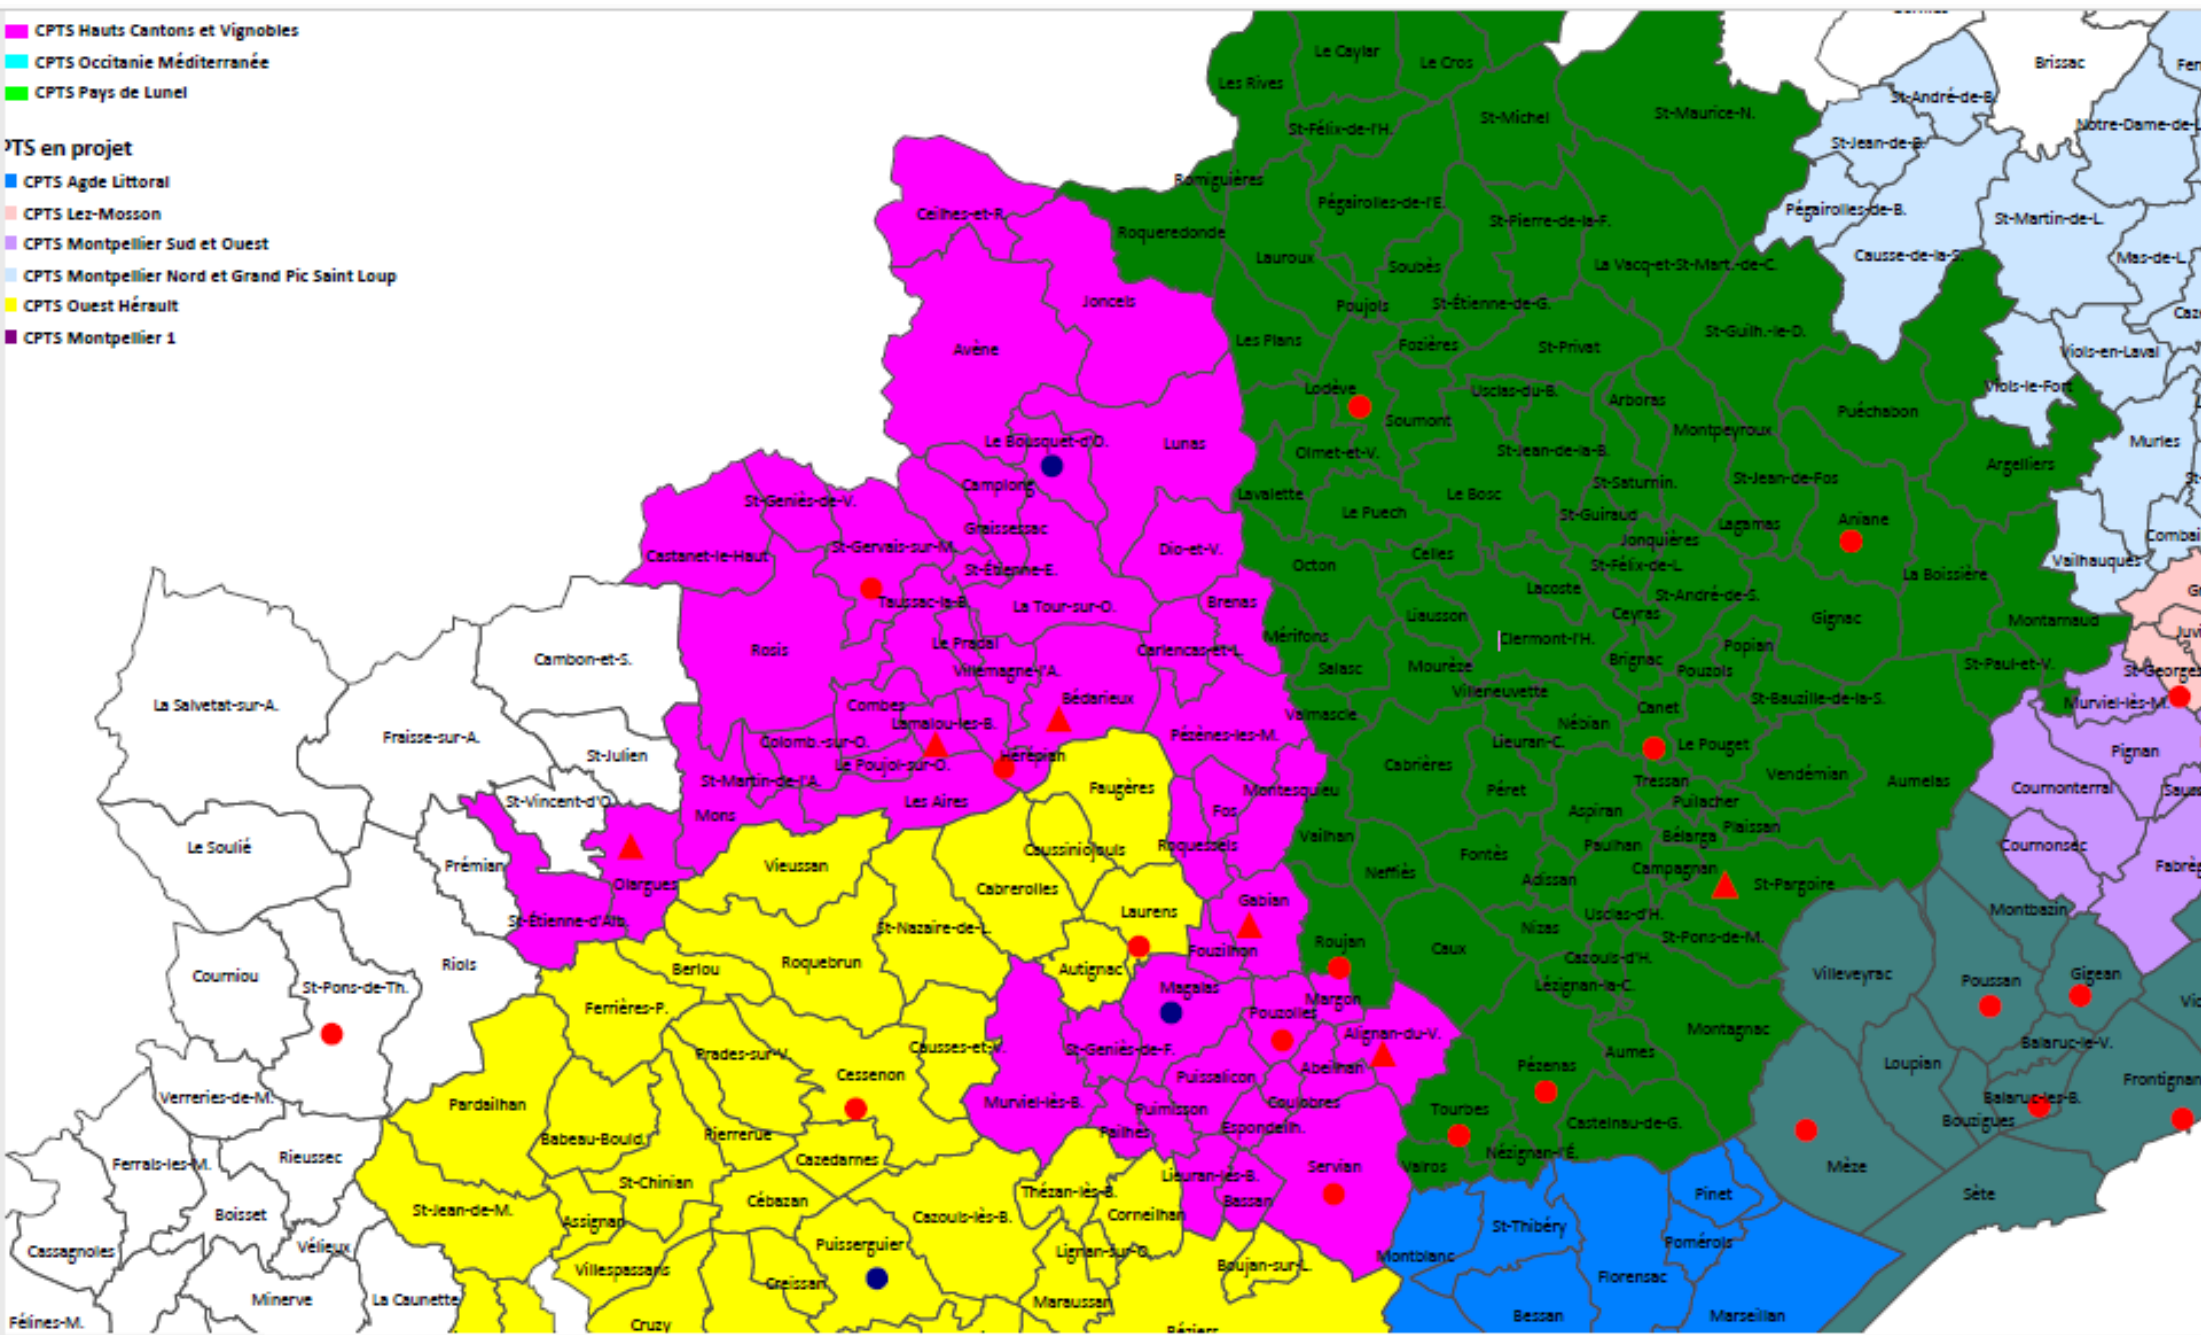 CPTS Hauts Cantons et Vignobles
CPTS Occitanie Méditerranée
CPTS Pays de Lunel
PTS en projet
CPTS Agde Littoral
CPTS Lez-Mosson
CPTS Montpellier Sud et Ouest
CPTS Montpellier Nord et Grand Pic Saint Loup
CPTS Ouest Hérault
CPTS Montpellier 1
Le Caylar
Le Cros
Brissac
Les Rives
St-Maurice-N.
St-André-de-B.
St-Michel
St-Félix-de-l'H.
Notre-Dame-de-L
St-Jean-de-B.
Romiguières
Pégairolles-de-l'E.
Pégairolles-de-B.
Ceilhes-et-R.
St-Pierre-de-la-F.
St-Martin-de-L.
Roqueredonde
Lauroux
Soubès
La Vacq-et-St-Mart.-de-C.
Causse-de-la-S.
Mas-de-L.
Joncels
Poujols
St-Étienne-de-G.
Les Plans
Fozières
St-Privat
St-Guilh.-le-D.
Avène
Viols-en-Laval
Lodève
Usclas-du-B.
Arboras
Viols-le-Fort
Soumont
Montpeyroux
Puéchabon
Le Bousquet-d'O.
Lunas
Olmet-et-V.
St-Jean-de-la-B.
Murles
Argelliers
Camplong
Lavalette
Le Bosc
St-Saturnin.
St-Jean-de-Fos
St-Geniès-de-V.
Le Puech
St-Guiraud
Lagamas
Aniane
Graissessac
Jonquières
Combai
Castanet-le-Haut
St-Gervais-sur-M.
Dio-et-V.
Celles
St-Étienne-E.
Octon
St-Félix-de-L.
La Boissière
Vailhauquès
Taussac-la-B.
La Tour-sur-O.
Brenas
Lacoste
St-André-de-S.
Liausson
Ceyras
Gignac
Montarnaud
Mérifons
Clermont-l'H.
Le Pradal
Rosis
Carlencas-et-L.
Popian
Cambon-et-S.
Villemagne-l'A.
Salasc
Mourèze
Brignac
Pouzols
St-Paul-et-V.
St-Georges
La Salvetat-sur-A.
Combes
Bédarieux
Villeneuvette
St-Bauzille-de-la-S.
Murviel-lès-M.
Lamalou-les-B.
Valmascle
Nébian
Canet
Fraisse-sur-A.
Colomb.-sur-O.
Pézènes-les-M.
Lieuran-C.
Le Pouget
Pignan
St-Julien
Hérépian
Le Poujol-sur-O.
Cabrières
St-Martin-de-l'A.
Faugères
Montesquieu
Péret
Tressan
Vendémian
Aumelas
Cournonterral
St-Vincent-d'O.
Les Aires
Mons
Fos
Aspiran
Puilacher
Le Soulié
Roquessels
Vailhan
Bélarga
Plaissan
Cournonsec
Caussiniojouls
Paulhan
Prémian
Vieussan
Fontès
Neffiès
Campagnan
Cabrerolles
Adissan
St-Pargoire
Olargues
Gabian
St-Étienne-d'Alb.
Laurens
Usclas-d'H.
Montbazin
St-Nazaire-de-L.
Nizas
St-Pons-de-M.
Roujan
Caux
Fouzilhon
Cazouls-d'H.
Riols
Roquebrun
Berlou
Autignac
Courniou
St-Pons-de-Th.
Villeveyrac
Poussan
Gigean
Magalas
Lézignan-la-C.
Margon
Ferrières-P.
Pouzolles
Alignan-du-V.
Montagnac
St-Geniès-de-F.
Causses-et-V.
Balaruc-le-V.
Prades-sur-V.
Aumes
Abeilhan
Pézenas
Loupian
Cessenon
Puissalicon
Frontignan
Verreries-de-M.
Pardailhan
Murviel-lès-B.
Coulobres
Balaruc-les-B.
Puimisson
Tourbes
Castelnau-de-G.
Bouzigues
Pailhès
Espondeilh.
Babeau-Bould.
Pierrerue
Cazedarnes
Nézignan-l'É.
Rieussec
Ferrals-les-M.
Servian
Valros
Mèze
St-Chinian
Lieuran-lès-B.
Thézan-lès-B.
Cébazan
Bassan
Pinet
Sète
St-Jean-de-M.
Boisset
Assignan
Cazouls-lès-B.
Corneilhan
St-Thibéry
Puisserguier
Vélieux
Cassagnoles
Lignan-sur-O.
Montblanc
Pomérols
Villespassans
Creissan
Boujan-sur-L.
Florensac
Minerve
La Caunette
Maraussan
Bessan
Marseillan
Félines-M.
Cruzy
Béziers